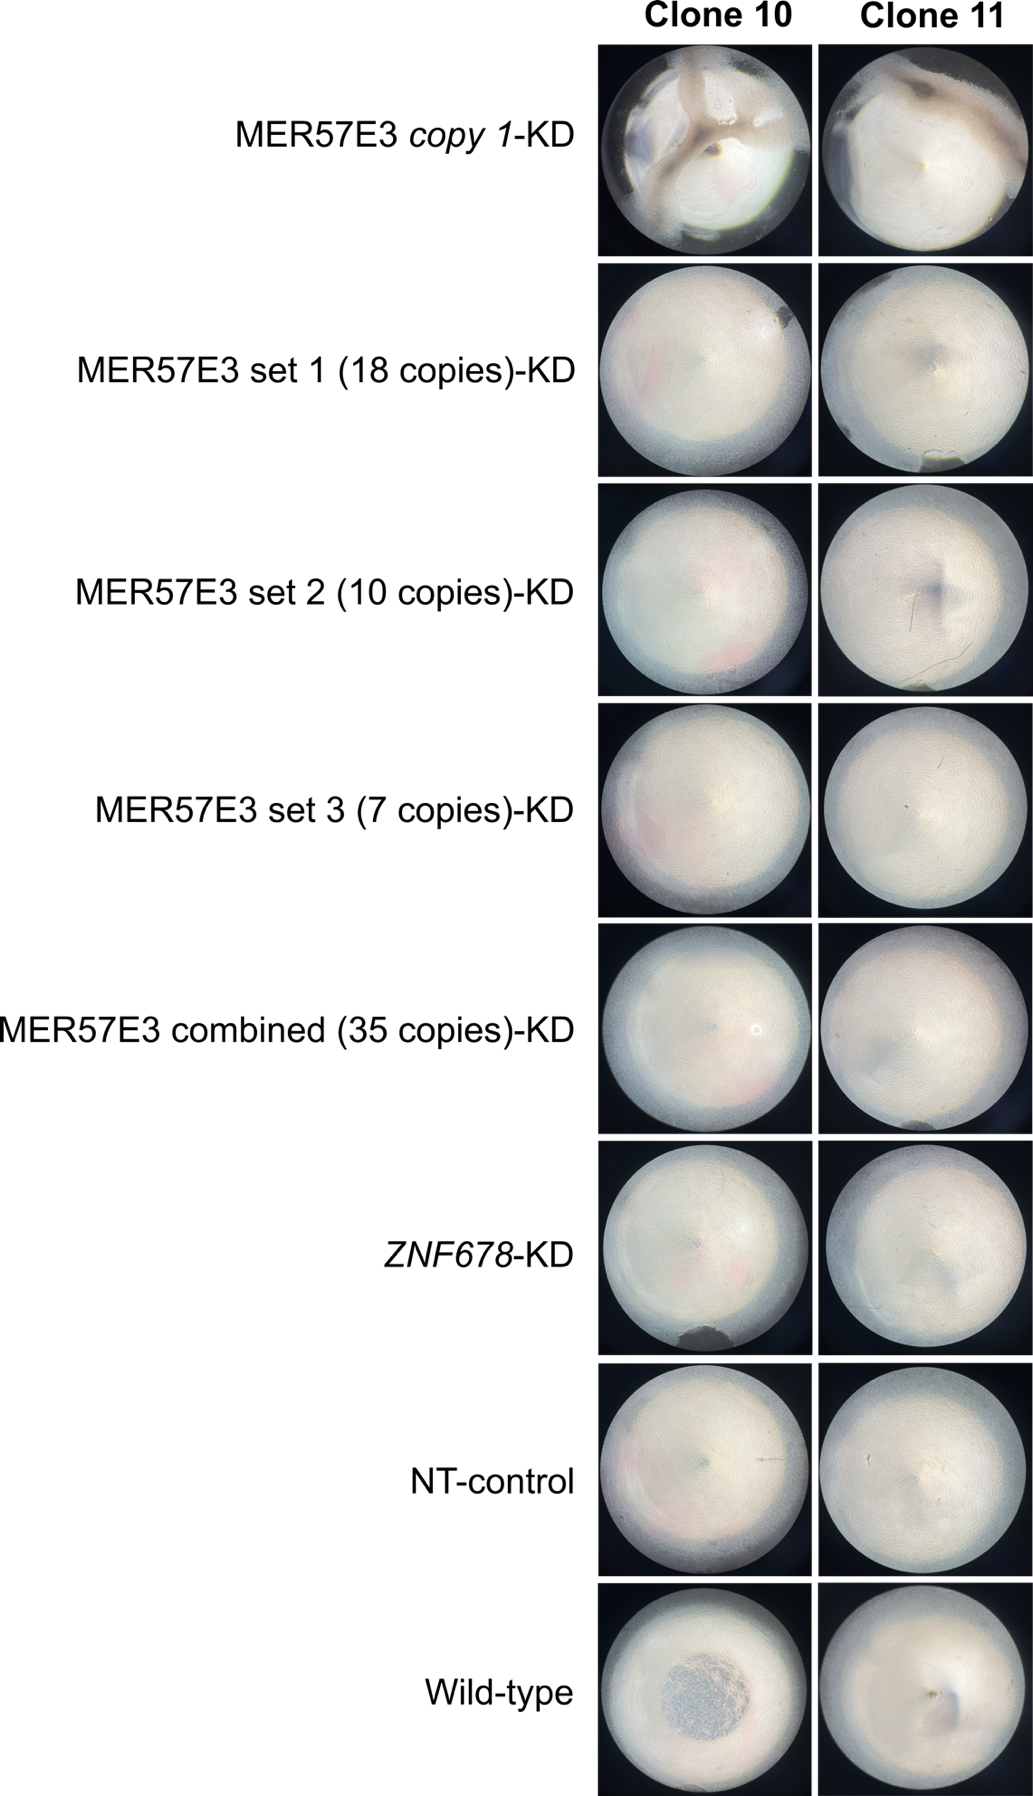 Clone 10 Clone 11
MER57E3 copy 1-KD
MER57E3 set 1 (18 copies)-KD
MER57E3 set 2 (10 copies)-KD
MER57E3 set 3 (7 copies)-KD
MER57E3 combined (35 copies)-KD
ZNF678-KD
NT-control
Wild-type